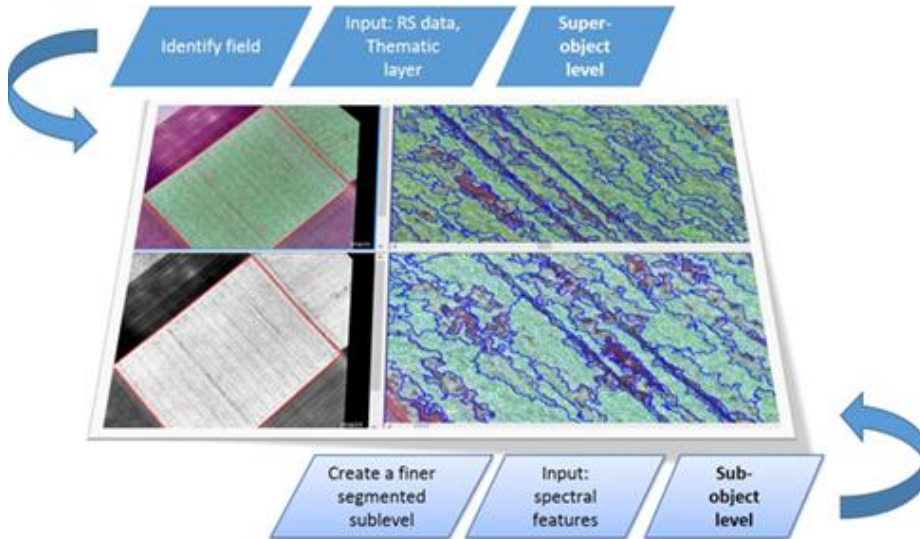 Identify field
Input: RS data,
Thematic
layer
Super-
object
level
Create a finer
segmented
sublevel
Input:
spectral
features
Sub-
object
level